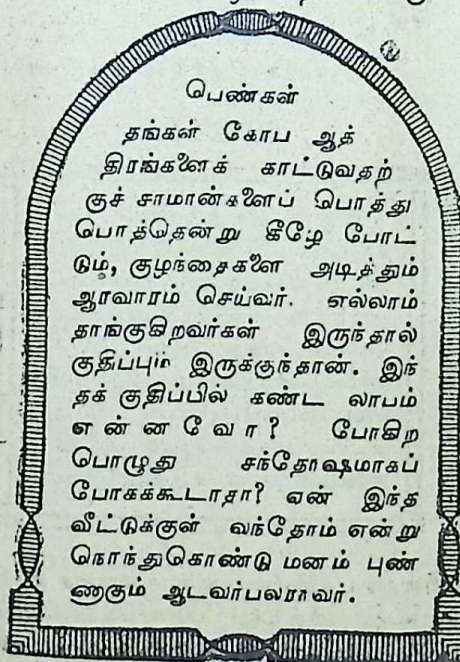 பெண்கள்
தங்கள் கோப ஆத்
திரங்களைக் காட்டுவதற்
குச் சாமான்களைப் பொத்து
பொத்தென்று கீழே போட்
டும், குழந்தைகளை அடித்தும்
ஆரவாரம் செய்வர். எல்லாம்
தாங்குகிறவர்கள் இருந்தால்
குதிப்பும் இருக்குந்தான். இந்
தக் குதிப்பில் கண்ட லாபம்
என்னவோ? போகிற
பொழுது சந்தோஷமாகப்
போகக்கூடாதா? ஏன் இந்த
வீட்டுக்குள் வந்தோம் என்று
நொந்துகொண்டு மனம் புண்
ணாகும் ஆடவர்பலராவர்.